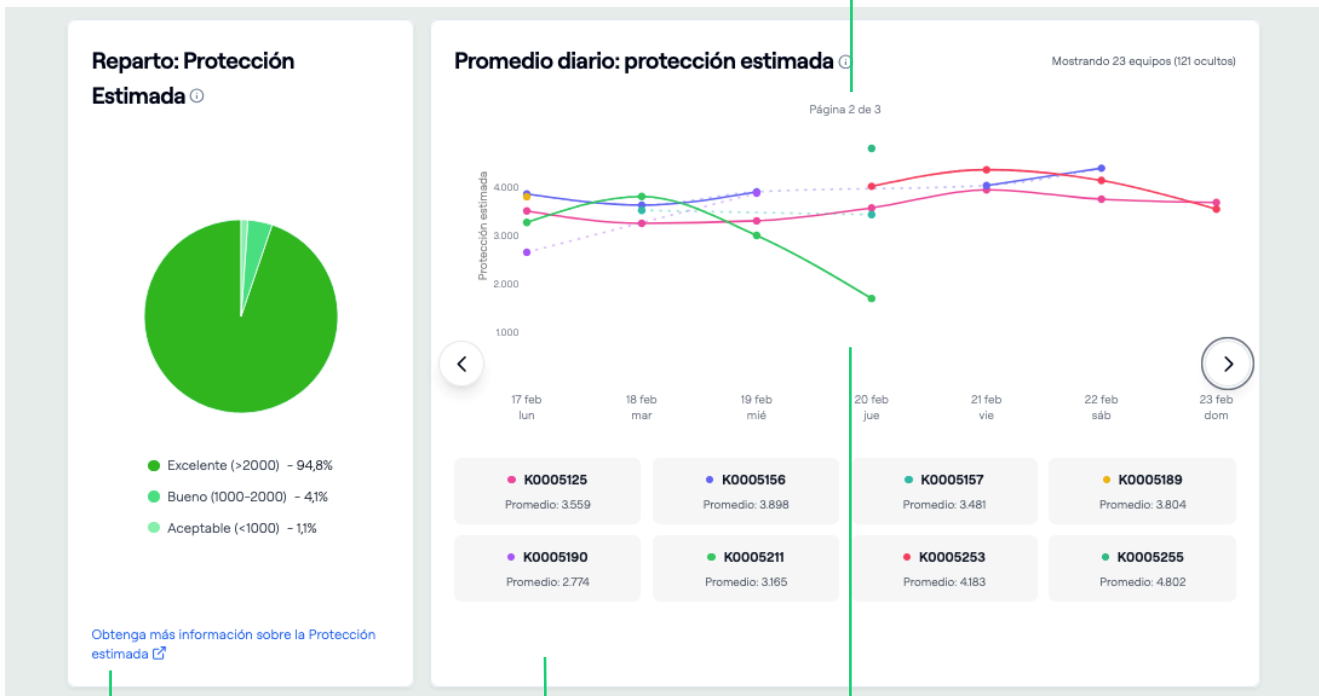 Reparto: Protección
Estimada
Excelente (>2000) - 94,8%
Bueno (1000-2000) - 4,1%
Aceptable (<1000) - 1,1%
Obtenga más información sobre la Protección
estimada
Promedio diario: protección estimada
Mostrando 23 equipos (121 ocultos)
Página 2 de 3
Protección estimada
4.000
3.000
2.000
1.000
17 feb
lun
18 feb
mar
19 feb
mié
20 feb
jue
21 feb
vie
22 feb
sáb
23 feb
dom
K0005125
Promedio: 3.559
K0005156
Promedio: 3.898
K0005157
Promedio: 3.481
K0005189
Promedio: 3.804
K0005190
Promedio: 2.774
K0005211
Promedio: 3.165
K0005253
Promedio: 4.183
K0005255
Promedio: 4.802